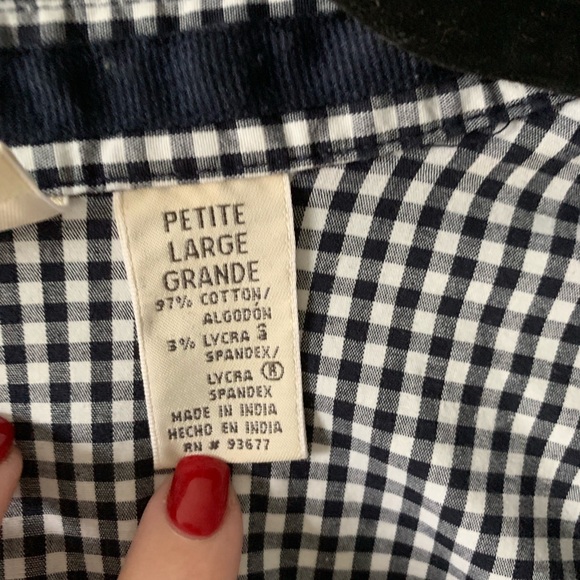 PETITE
LARGE
GRANDE
97% COTTON/
ALGODÓN
3% LYCRA ®
SPANDEX/
LYCRA ®
SPANDEX
MADE IN INDIA
HECHO EN INDIA
RN # 93677